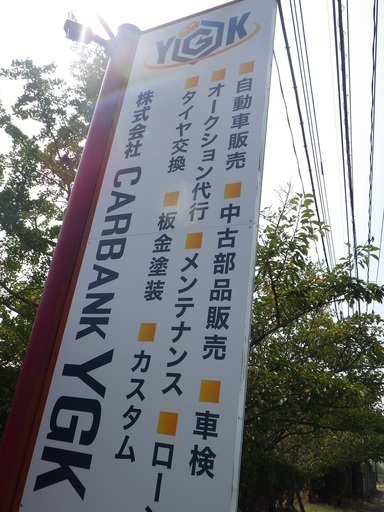 YGK
■自動車販売 ■中古部品販売 ■車検
■オークション代行 ■メンテナンス ■ロー
■タイヤ交換 ■板金塗装 ■カスタム
株式会社 CARBANK YGK